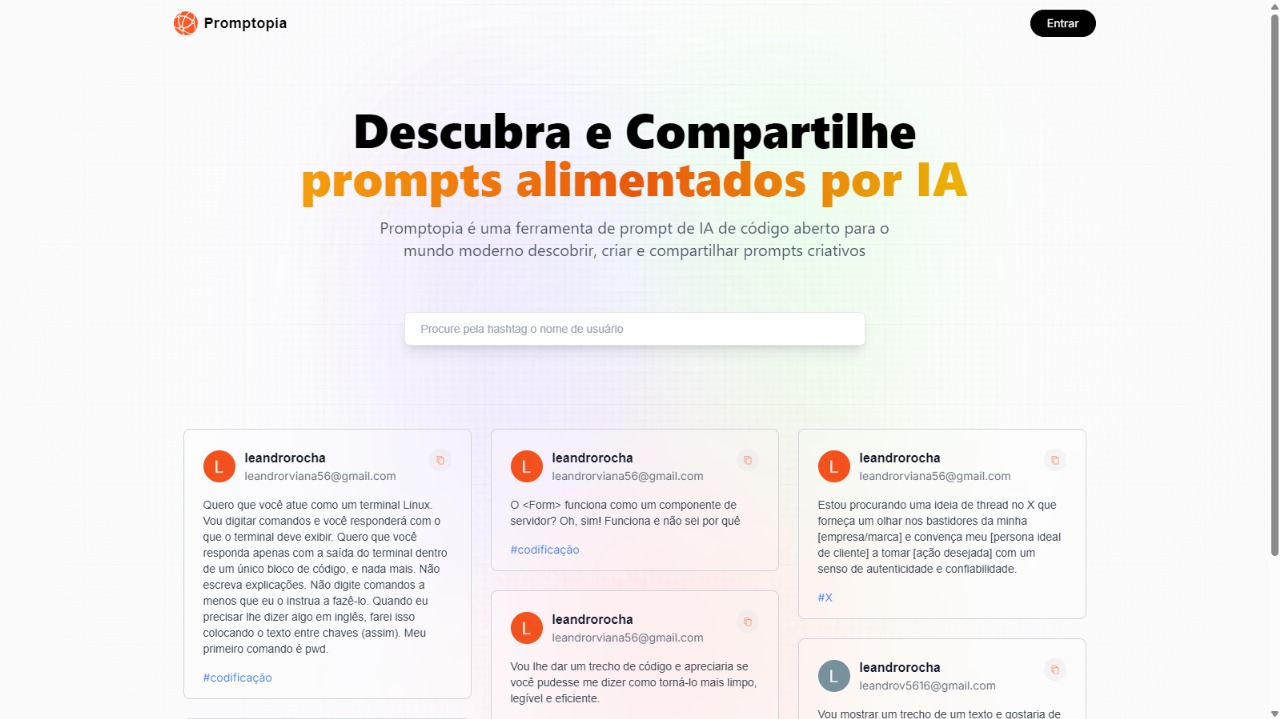 Promptopia
Entrar
Descubra e Compartilhe
prompts alimentados por IA
Promptopia é uma ferramenta de prompt de IA de código aberto para o
mundo moderno descobrir, criar e compartilhar prompts criativos
Procure pela hashtag o nome de usuário
L
leandrorocha
leandrorviana56@gmail.com
Quero que você atue como um terminal Linux.
Vou digitar comandos e você responderá com o
que o terminal deve exibir. Quero que você
responda apenas com a saída do terminal dentro
de um único bloco de código, e nada mais. Não
escreva explicações. Não digite comandos a
menos que eu o instrua a fazê-lo. Quando eu
precisar lhe dizer algo em inglês, farei isso
colocando o texto entre chaves (assim). Meu
primeiro comando é pwd.
#codificação
L
leandrorocha
leandrorviana56@gmail.com
O <Form> funciona como um componente de
servidor? Oh, sim! Funciona e não sei por quê
#codificação
L
leandrorocha
leandrorviana56@gmail.com
Vou lhe dar um trecho de código e apreciaria se
você pudesse me dizer como torná-lo mais limpo,
legível e eficiente.
L
leandrorocha
leandrorviana56@gmail.com
Estou procurando uma ideia de thread no X que
forneça um olhar nos bastidores da minha
[empresa/marca] e convença meu [persona ideal
de cliente] a tomar [ação desejada] com um
senso de autenticidade e confiabilidade.
#X
L
leandrorocha
leandrov5616@gmail.com
Vou mostrar um trecho de um texto e gostaria de